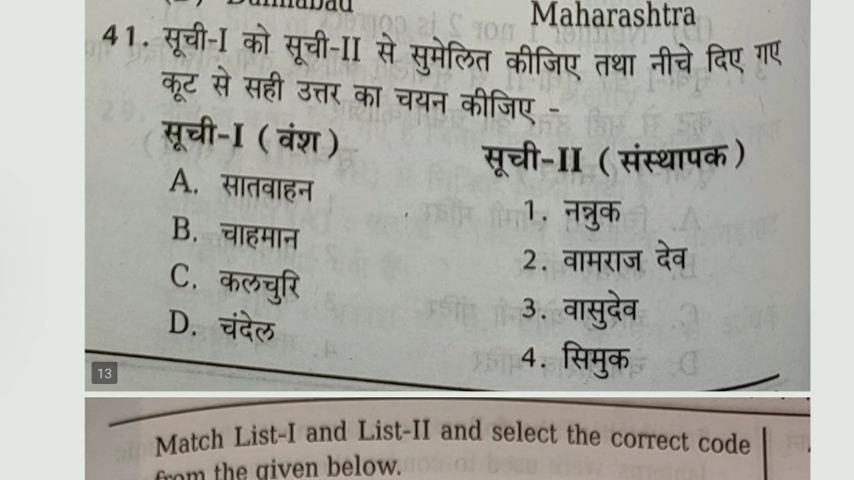 Maharashtra
41. सूची-I को सूची-II से सुमेलित कीजिए तथा नीचे दिए गए
कूट से सही उत्तर का चयन कीजिए -
सूची-I ( वंश )
सूची-II ( संस्थापक )
A. सातवाहन
B. चाहमान
C. कलचुरि
D. चंदेल
1. नन्नुक
2. वामराज देव
3. वासुदेव
4. सिमुक
13
Match List-I and List-II and select the correct code
from the given below.